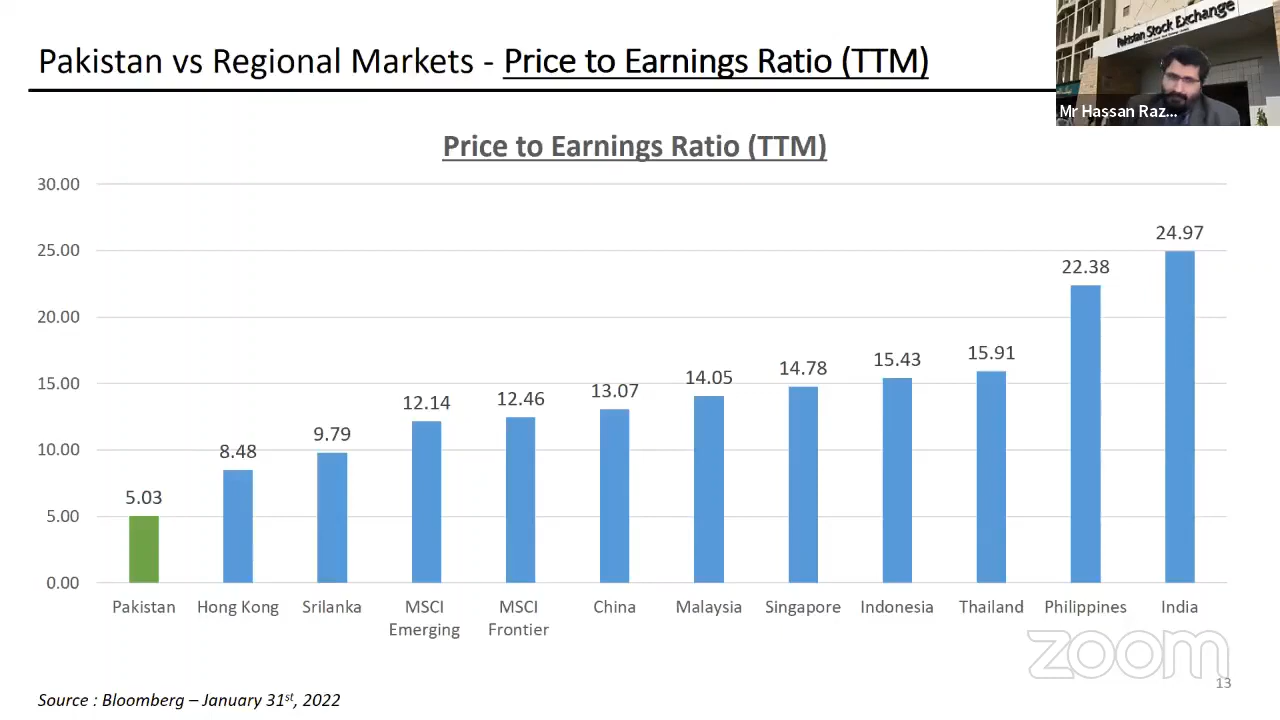 Pakistan vs Regional Markets - Price to Earnings Ratio (TTM)
Pakistan Stock Exchange
Mr Hassan Raz...
Price to Earnings Ratio (TTM)
30.00
25.00
20.00
15.00
10.00
5.00
0.00
5.03
8.48
9.79
12.14
12.46
13.07
14.05
14.78
15.43
15.91
22.38
24.97
Pakistan
Hong Kong
Srilanka
MSCI
Emerging
MSCI
Frontier
China
Malaysia
Singapore
Indonesia
Thailand
Philippines
India
zoom
13
Source : Bloomberg – January 31st, 2022